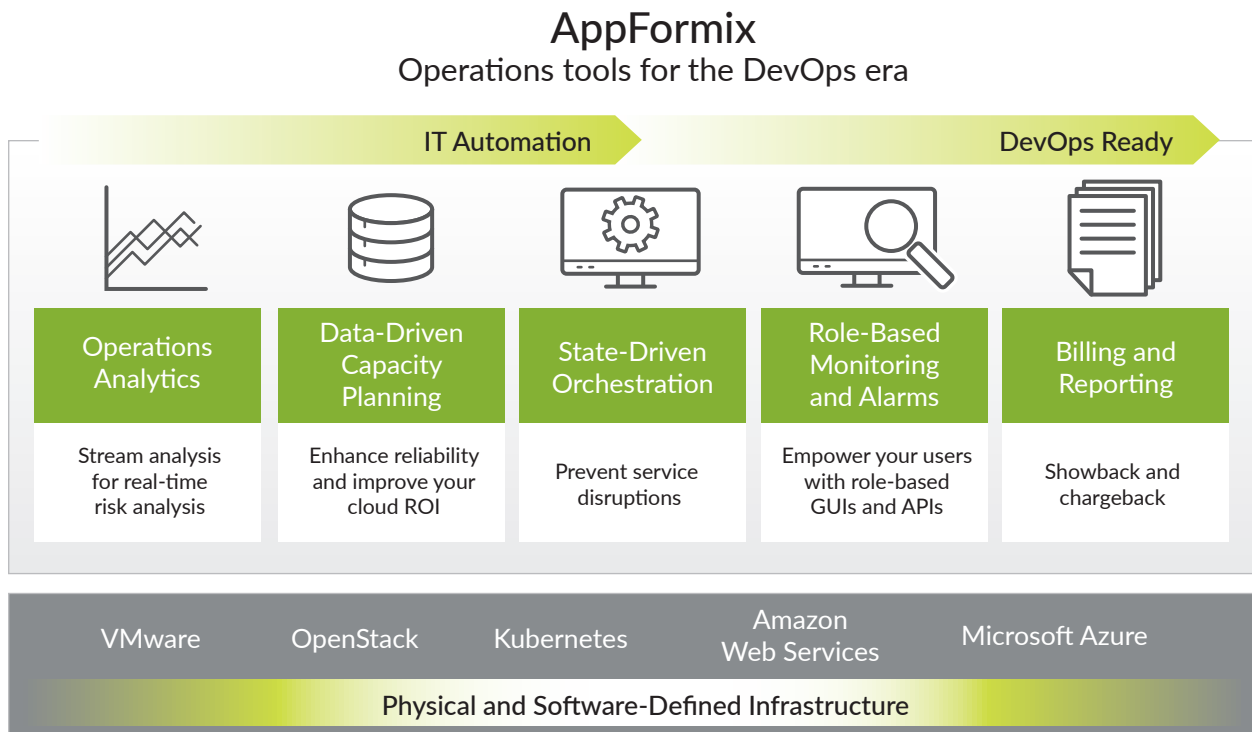 AppFormix
Operations tools for the DevOps era
IT Automation
DevOps Ready
Operations
Analytics
Stream analysis
for real-time
risk analysis
Data-Driven
Capacity
Planning
Enhance reliability
and improve your
cloud ROI
State-Driven
Orchestration
Prevent service
disruptions
Role-Based
Monitoring
and Alarms
Empower your users
with role-based
GUIs and APIs
Billing and
Reporting
Showback and
chargeback
VMware
OpenStack
Kubernetes
Amazon
Web Services
Microsoft Azure
Physical and Software-Defined Infrastructure